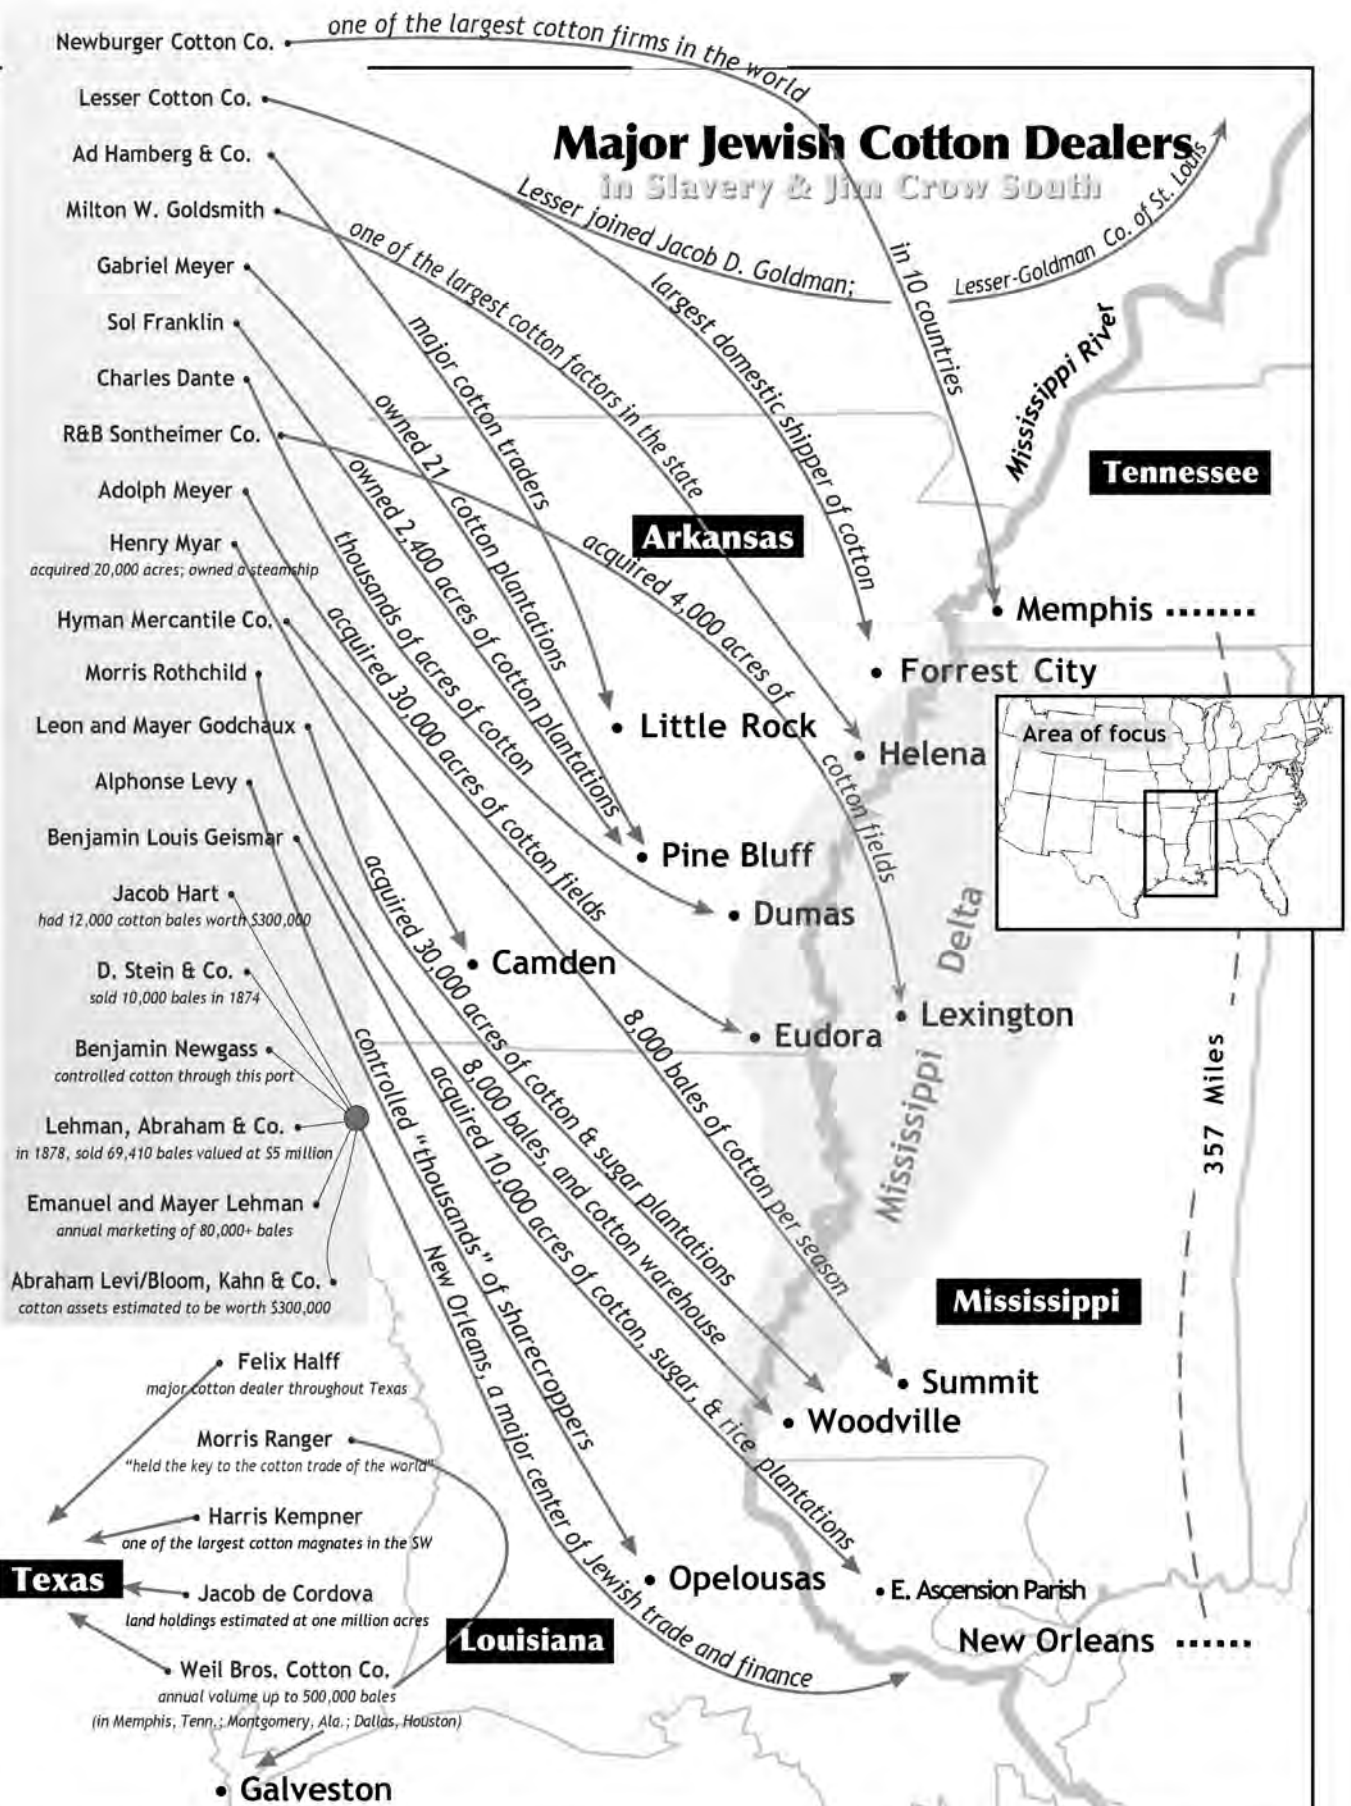 Newburger Cotton Co.
one of the largest cotton firms in the world
in 10 countries
Lesser Cotton Co.
Lesser joined Jacob D. Goldman;
Lesser-Goldman Co. of St. Louis
largest domestic shipper of cotton
Major Jewish Cotton Dealers
in Slavery & Jim Crow South
Ad Hamberg & Co.
major cotton traders
Milton W. Goldsmith
one of the largest cotton factors in the state
Gabriel Meyer
owned 21 cotton plantations
Sol Franklin
owned 2,400 acres of cotton plantations
Charles Dante
thousands of acres of cotton
R&B Sontheimer Co.
acquired 4,000 acres of cotton fields
Adolph Meyer
acquired 30,000 acres of cotton fields
Henry Myar
acquired 20,000 acres; owned a steamship
Hyman Mercantile Co.
8,000 bales of cotton per season
Morris Rothchild
controlled "thousands" of sharecroppers
Leon and Mayer Godchaux
acquired 30,000 acres of cotton & sugar plantations
Alphonse Levy
acquired 10,000 acres of cotton, sugar, & rice plantations
Benjamin Louis Geismar
8,000 bales, and cotton warehouse
Jacob Hart
had 12,000 cotton bales worth $300,000
D. Stein & Co.
sold 10,000 bales in 1874
Benjamin Newgass
controlled cotton through this port
Lehman, Abraham & Co.
in 1878, sold 69,410 bales valued at $5 million
Emanuel and Mayer Lehman
annual marketing of 80,000+ bales
Abraham Levi/Bloom, Kahn & Co.
cotton assets estimated to be worth $300,000
New Orleans, a major center of Jewish trade and finance
Felix Halff
major cotton dealer throughout Texas
Morris Ranger
"held the key to the cotton trade of the world"
Harris Kempner
one of the largest cotton magnates in the SW
Texas
Jacob de Cordova
land holdings estimated at one million acres
Weil Bros. Cotton Co.
annual volume up to 500,000 bales
(in Memphis, Tenn.; Montgomery, Ala.; Dallas, Houston)
Galveston
Mississippi River
Tennessee
Arkansas
Memphis
Forrest City
Little Rock
Helena
Area of focus
Pine Bluff
Dumas
Camden
Mississippi Delta
Lexington
Eudora
357 Miles
Mississippi
Summit
Woodville
Opelousas
E. Ascension Parish
Louisiana
New Orleans